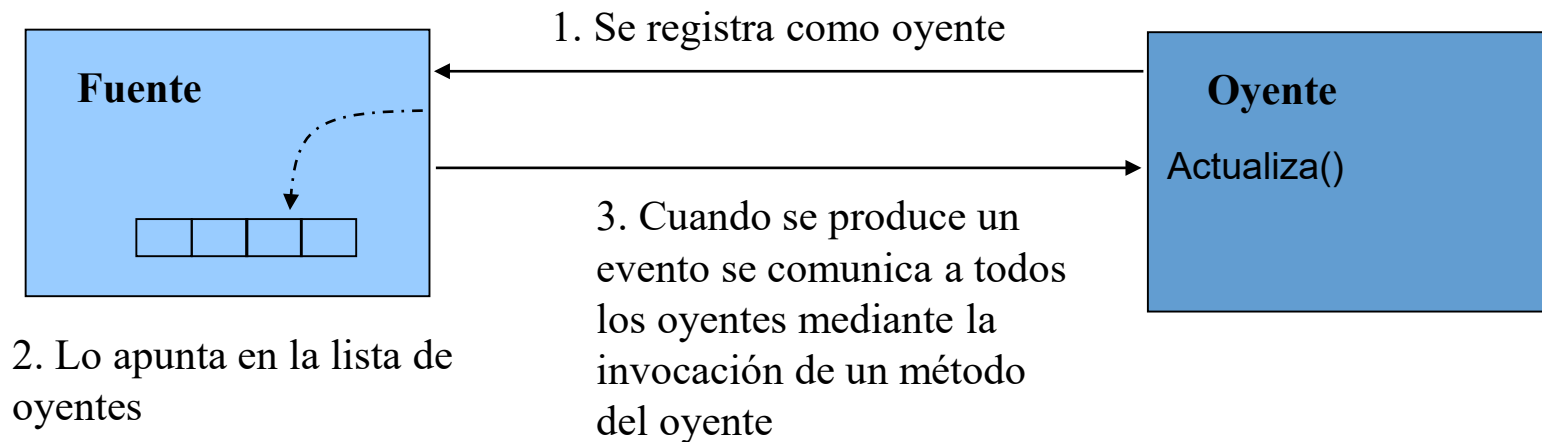 1. Se registra como oyente
Fuente
Oyente
Actualiza()
3. Cuando se produce un
evento se comunica a todos
los oyentes mediante la
invocación de un método
del oyente
2. Lo apunta en la lista de
oyentes